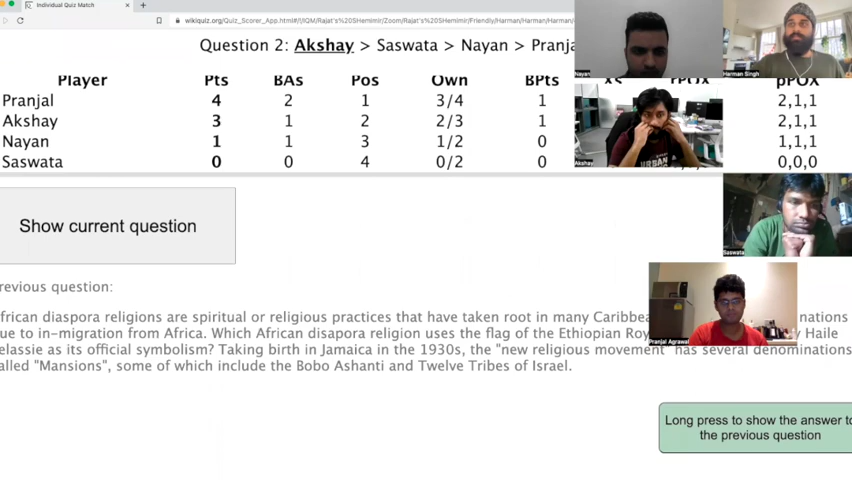 Individual Quiz Match
wikiquiz.org/Quiz_Scorer_App.html#/I/IQM/Rajat's%20SHemimir/Zoom/Rajat's%20SHemimir/Friendly/Harman/Harman/Harman/
Question 2: Akshay > Saswata > Nayan > Pranja
Player Pts BAs Pos Own BPts pPOX
Pranjal 4 2 1 3/4 1 2,1,1
Akshay 3 1 2 2/3 1 2,1,1
Nayan 1 1 3 1/2 0 1,1,1
Saswata 0 0 4 0/2 0 0,0,0
Nayan
Harman Singh
Akshay
URBAN
Saswata
Pranjal Agrawal
Show current question
revious question:
frican diaspora religions are spiritual or religious practices that have taken root in many Caribbea nations
ue to in-migration from Africa. Which African disapora religion uses the flag of the Ethiopian Roy y Haile
elassie as its official symbolism? Taking birth in Jamaica in the 1930s, the "new religious movement" has several denominations
alled "Mansions", some of which include the Bobo Ashanti and Twelve Tribes of Israel.
Long press to show the answer to
the previous question